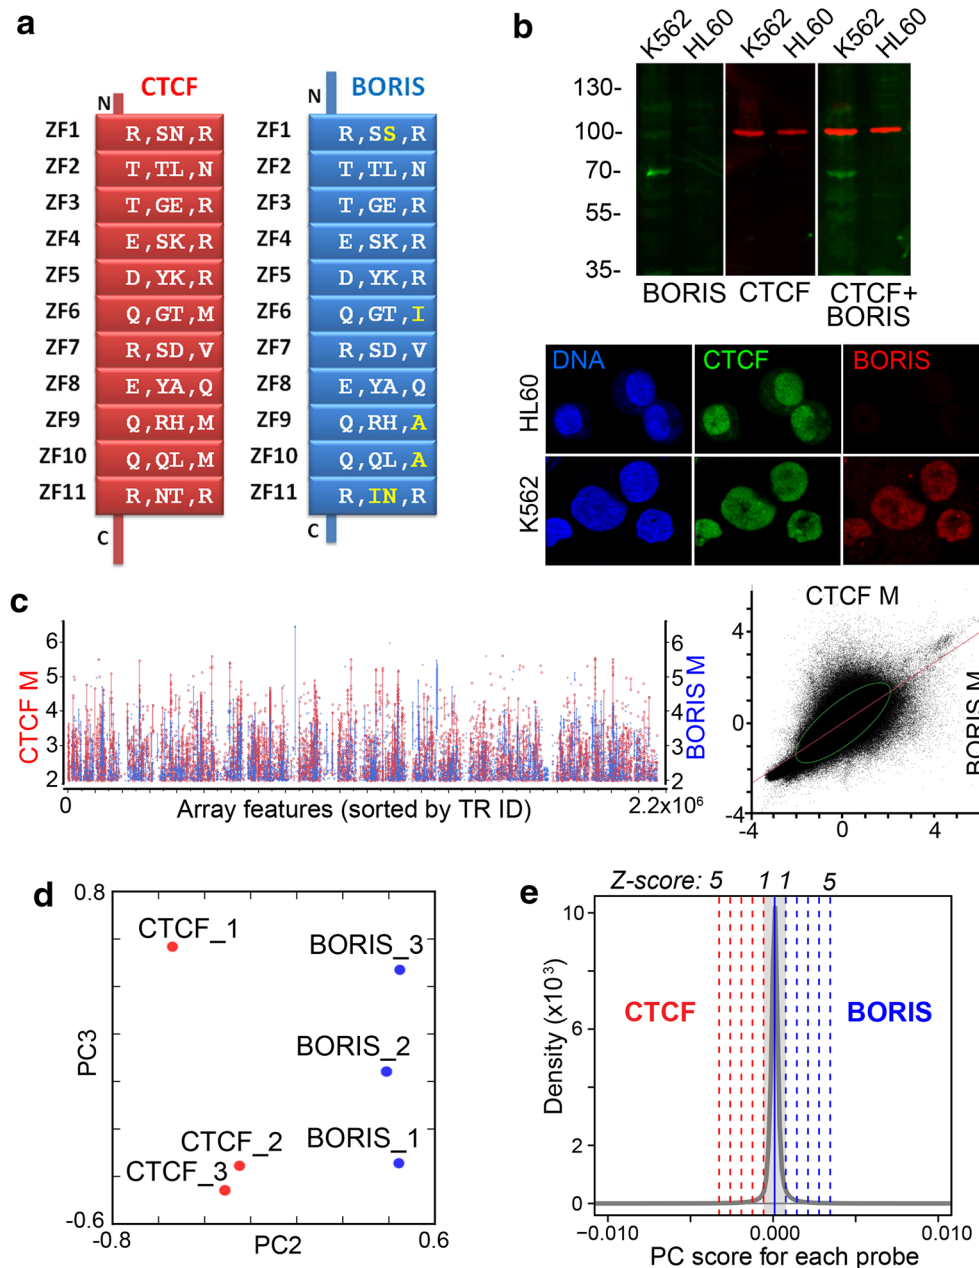 a
CTCF
BORIS
N
N
ZF1 R,SN,R ZF1 R,SS,R
ZF2 T,TL,N ZF2 T,TL,N
ZF3 T,GE,R ZF3 T,GE,R
ZF4 E,SK,R ZF4 E,SK,R
ZF5 D,YK,R ZF5 D,YK,R
ZF6 Q,GT,M ZF6 Q,GT,I
ZF7 R,SD,V ZF7 R,SD,V
ZF8 E,YA,Q ZF8 E,YA,Q
ZF9 Q,RH,M ZF9 Q,RH,A
ZF10 Q,QL,M ZF10 Q,QL,A
ZF11 R,NT,R ZF11 R,IN,R
C
C
b
K562 HL60 K562 HL60 K562 HL60
130-
100-
70-
55-
35-
BORIS CTCF CTCF+
BORIS
DNA CTCF BORIS
HL60
K562
c
CTCF M
6
5
4
3
2
6
5
4
3
2
BORIS M
0 2.2x10⁶
Array features (sorted by TR ID)
CTCF M
4
0
-4
-4 0 4
BORIS M
d
0.8
PC3
-0.6
-0.8 0.6
PC2
CTCF_1
BORIS_3
BORIS_2
CTCF_2
BORIS_1
CTCF_3
e
Z-score: 5 1 1 5
10
6
2
0
Density (x10³)
CTCF BORIS
−0.010 0.000 0.010
PC score for each probe